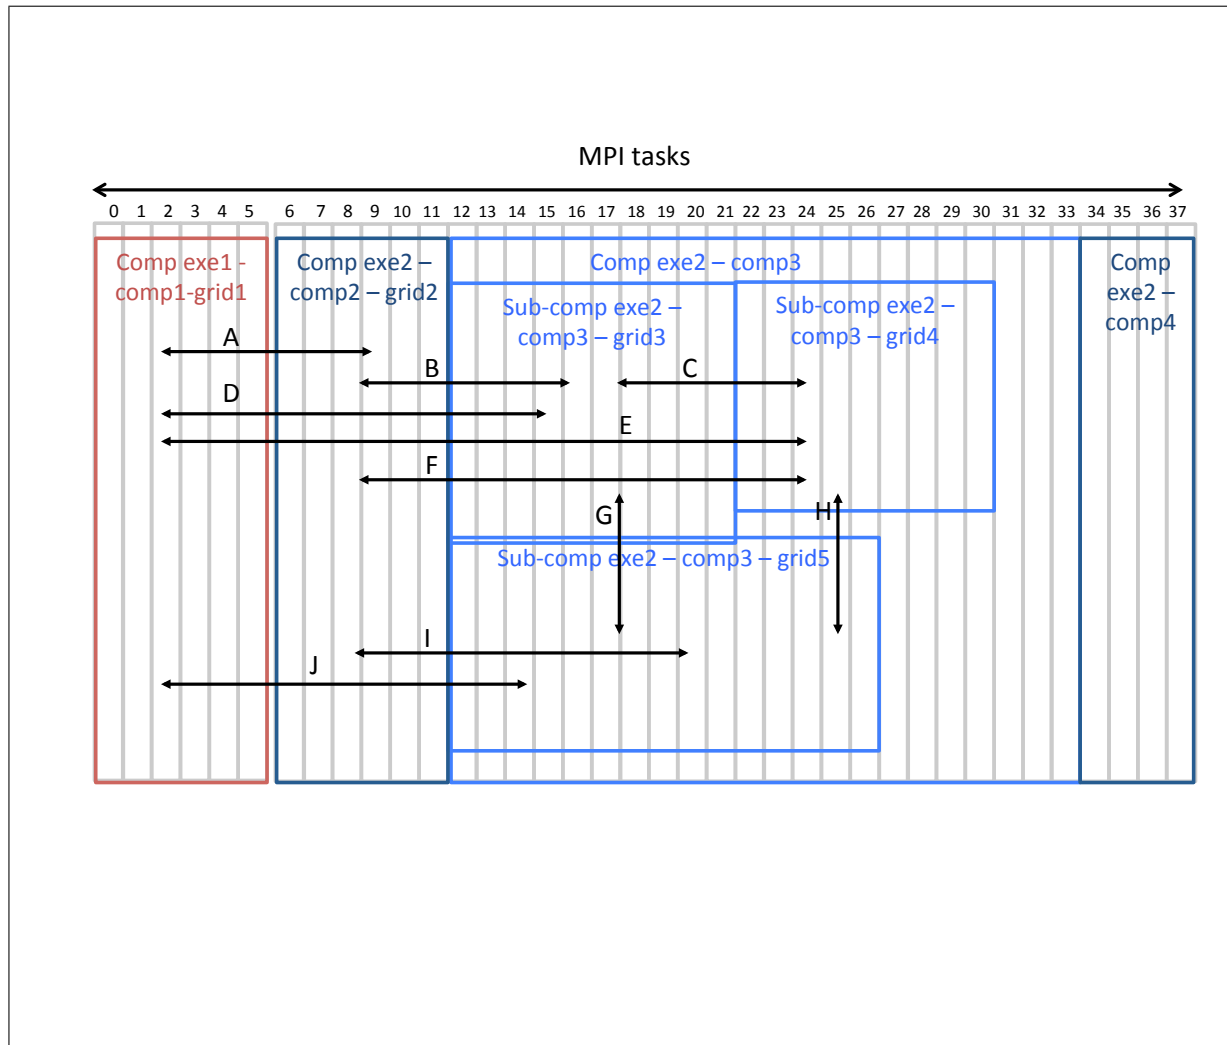 MPI tasks
0 1 2 3 4 5 6 7 8 9 10 11 12 13 14 15 16 17 18 19 20 21 22 23 24 25 26 27 28 29 30 31 32 33 34 35 36 37
Comp exe1 -
comp1-grid1
Comp exe2 –
comp2 – grid2
Comp exe2 – comp3
Sub-comp exe2 –
comp3 – grid3
Sub-comp exe2 –
comp3 – grid4
Comp
exe2 –
comp4
A
B
C
D
E
F
G
H
Sub-comp exe2 – comp3 – grid5
I
J